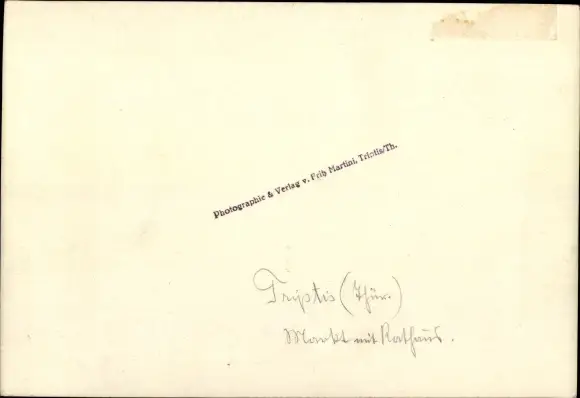 Photographie & Verlag v. Fritz Martini, Triptis/Th.
Triptis (Thür.)
Markt mit Rathaus.